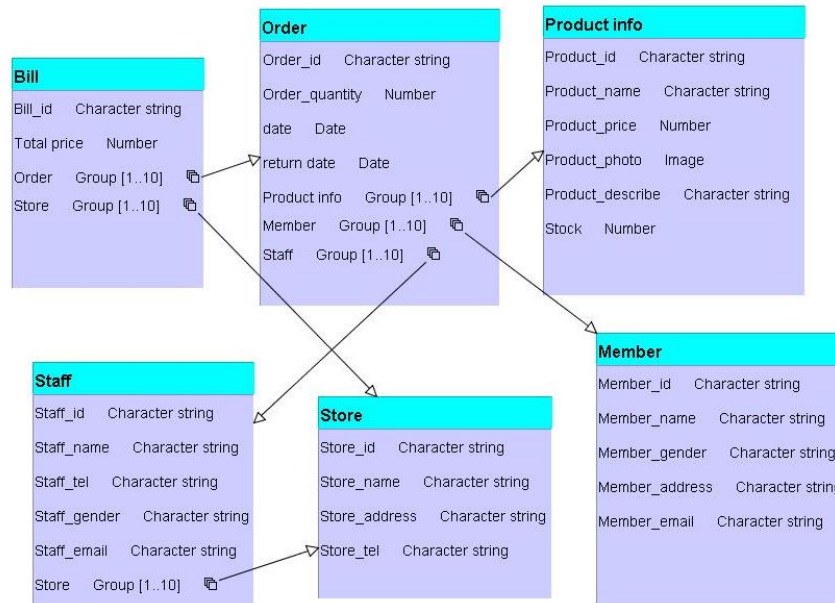 Bill
Bill_id Character string
Total price Number
Order Group [1..10]
Store Group [1..10]
Order
Order_id Character string
Order_quantity Number
date Date
return date Date
Product info Group [1..10]
Member Group [1..10]
Staff Group [1..10]
Product info
Product_id Character string
Product_name Character string
Product_price Number
Product_photo Image
Product_describe Character string
Stock Number
Staff
Staff_id Character string
Staff_name Character string
Staff_tel Character string
Staff_gender Character string
Staff_email Character string
Store Group [1..10]
Store
Store_id Character string
Store_name Character string
Store_address Character string
Store_tel Character string
Member
Member_id Character string
Member_name Character string
Member_gender Character string
Member_address Character string
Member_email Character string